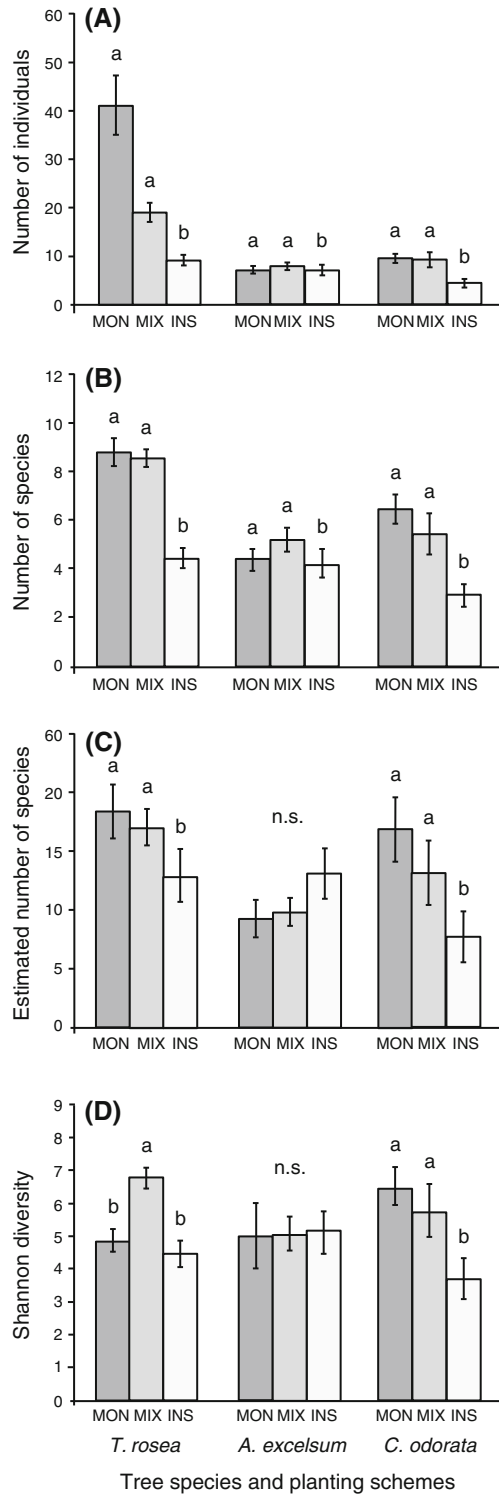 (A)
Number of individuals
60
50
40
30
20
10
0
a
a
b
a
a
b
a
a
b
MON MIX INS
MON MIX INS
MON MIX INS
(B)
Number of species
12
10
8
6
4
2
0
a
a
b
a
a
b
a
a
b
MON MIX INS
MON MIX INS
MON MIX INS
(C)
Estimated number of species
60
20
15
10
5
0
a
a
b
n.s.
a
a
b
MON MIX INS
MON MIX INS
MON MIX INS
(D)
Shannon diversity
9
8
7
6
5
4
3
2
1
0
b
a
b
n.s.
a
a
b
MON MIX INS
MON MIX INS
MON MIX INS
T. rosea
A. excelsum
C. odorata
Tree species and planting schemes